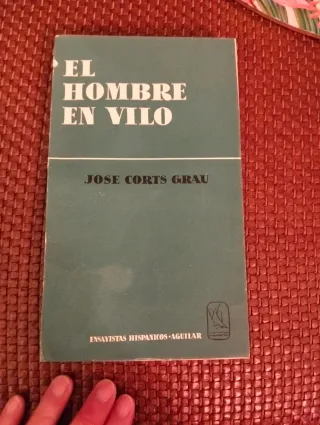 EL
HOMBRE
EN VILO
JOSE CORTS GRAU
ENSAYISTAS HISPANICOS-AGUILAR